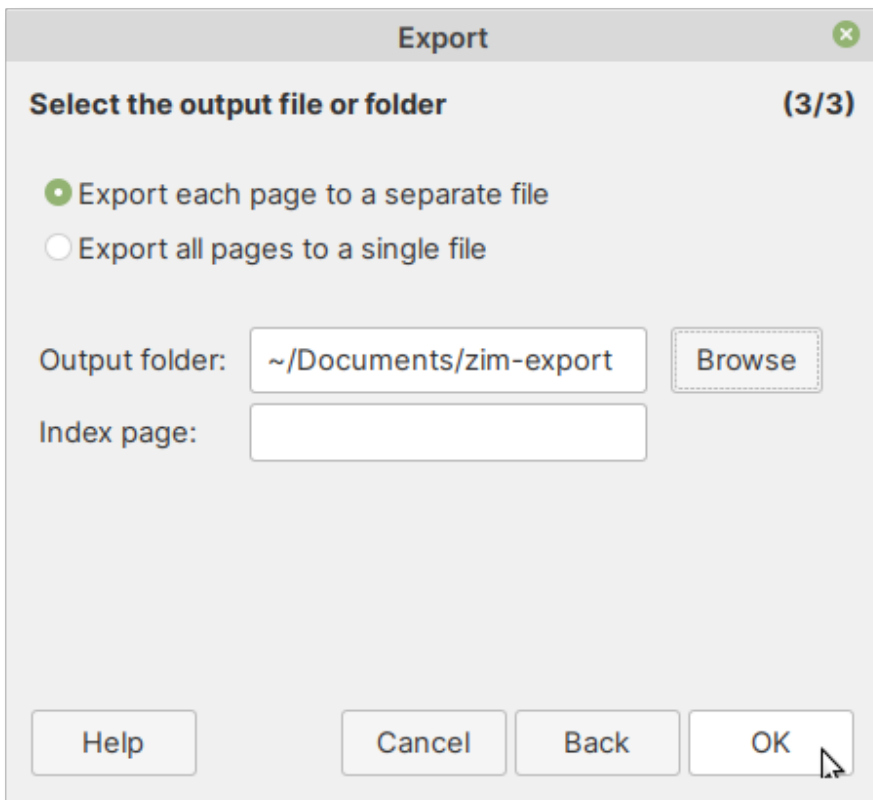 Export
Select the output file or folder (3/3)
Export each page to a separate file
Export all pages to a single file
Output folder: ~/Documents/zim-export Browse
Index page:
Help Cancel Back OK